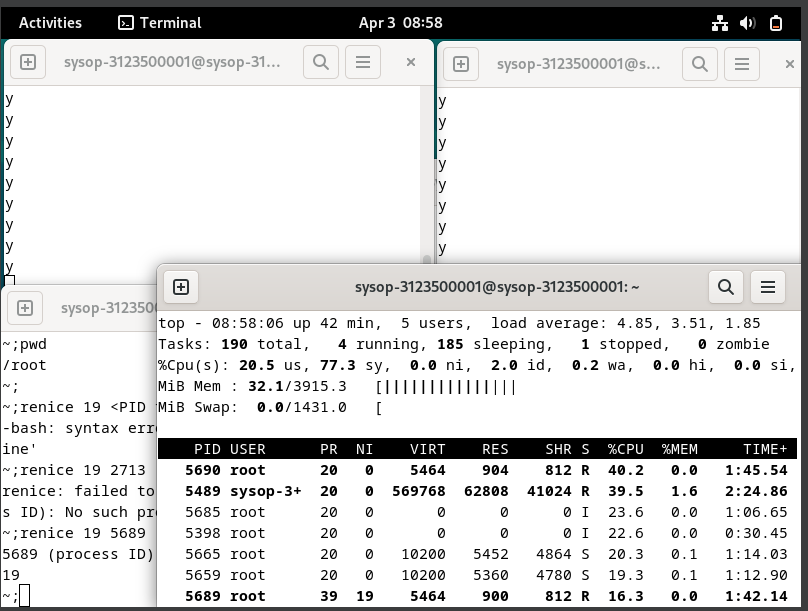 Activities Terminal Apr 3 08:58
sysop-3123500001@sysop-31...
y
y
y
y
y
y
y
y
y
sysop-3123500001@s...
y
y
y
y
y
y
y
y
sysop-312350
~;pwd
/root
~;
~;renice 19 <PID
-bash: syntax err
ine'
~;renice 19 2713
renice: failed to
s ID): No such pr
~;renice 19 5689
5689 (process ID)
19
~;
sysop-3123500001@sysop-3123500001: ~
top - 08:58:06 up 42 min, 5 users, load average: 4.85, 3.51, 1.85
Tasks: 190 total, 4 running, 185 sleeping, 1 stopped, 0 zombie
%Cpu(s): 20.5 us, 77.3 sy, 0.0 ni, 2.0 id, 0.2 wa, 0.0 hi, 0.0 si,
MiB Mem : 32.1/3915.3 [||||||||||||||||
MiB Swap: 0.0/1431.0 [
PID USER PR NI VIRT RES SHR S %CPU %MEM TIME+
5690 root 20 0 5464 904 812 R 40.2 0.0 1:45.54
5489 sysop-3+ 20 0 569768 62808 41024 R 39.5 1.6 2:24.86
5685 root 20 0 0 0 0 I 23.6 0.0 1:06.65
5398 root 20 0 0 0 0 I 22.6 0.0 0:30.45
5665 root 20 0 10200 5452 4864 S 20.3 0.1 1:14.03
5659 root 20 0 10200 5360 4780 S 19.3 0.1 1:12.90
5689 root 39 19 5464 900 812 R 16.3 0.0 1:42.14